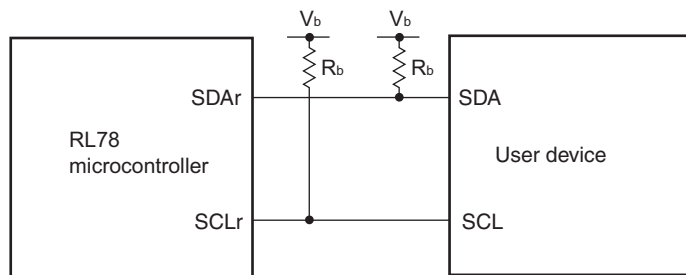 Vb Vb
Rb Rb
SDAr SDA
RL78
microcontroller
User device
SCLr SCL